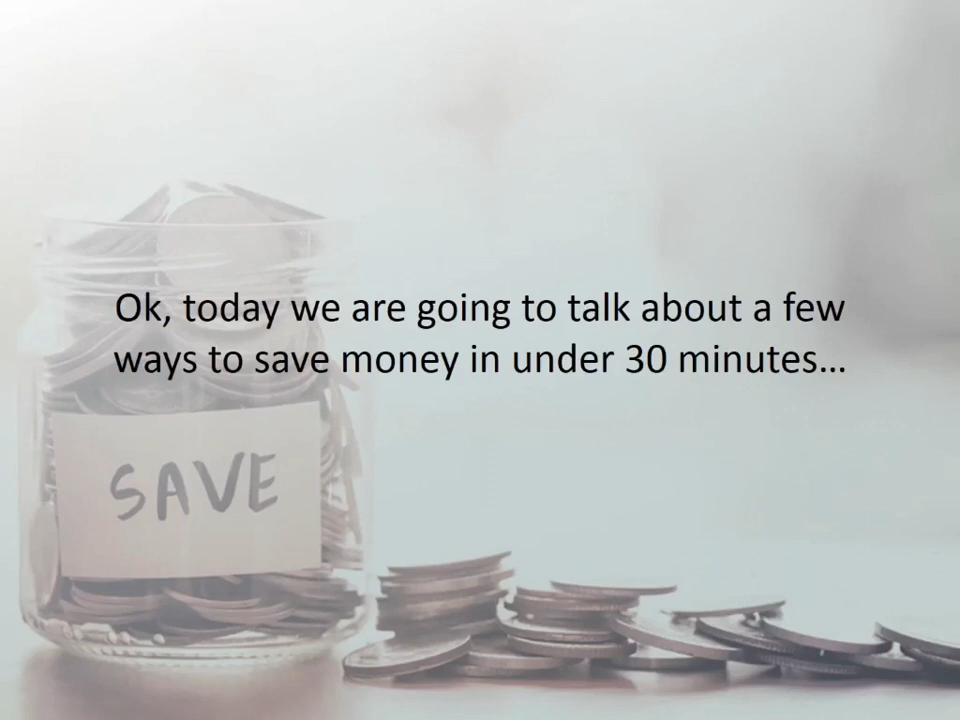 Ok, today we are going to talk about a few
ways to save money in under 30 minutes…
SAVE